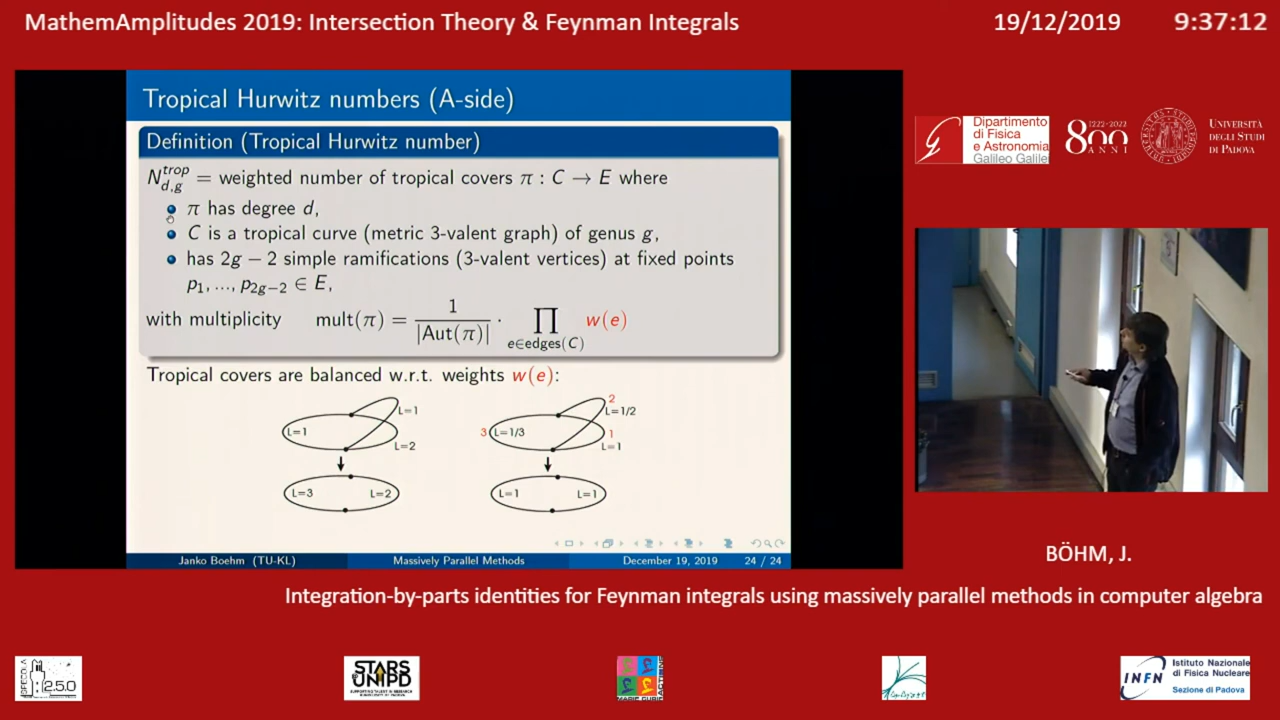 MathemAmplitudes 2019: Intersection Theory & Feynman Integrals
19/12/2019
9:37:12
Tropical Hurwitz numbers (A-side)
Definition (Tropical Hurwitz number)
N_{d,g}^{trop} = weighted number of tropical covers π : C → E where
π has degree d,
C is a tropical curve (metric 3-valent graph) of genus g,
has 2g − 2 simple ramifications (3-valent vertices) at fixed points
p₁, ..., p_{2g−2} ∈ E,
with multiplicity mult(π) = 1/|Aut(π)| · ∏_{e∈edges(C)} w(e)
Tropical covers are balanced w.r.t. weights w(e):
L=1
L=1
L=2
L=3
L=2
2
L=1/2
3
L=1/3
1
L=1
L=1
L=1
Janko Boehm (TU-KL)
Massively Parallel Methods
December 19, 2019
24 / 24
Dipartimento
di Fisica
e Astronomia
Galileo Galilei
1222-2022
800
ANNI
UNIVERSITÀ
DEGLI STUDI
DI PADOVA
BÖHM, J.
Integration-by-parts identities for Feynman integrals using massively parallel methods in computer algebra
STARS
UNIPD
INFN
Istituto Nazionale
di Fisica Nucleare
Sezione di Padova